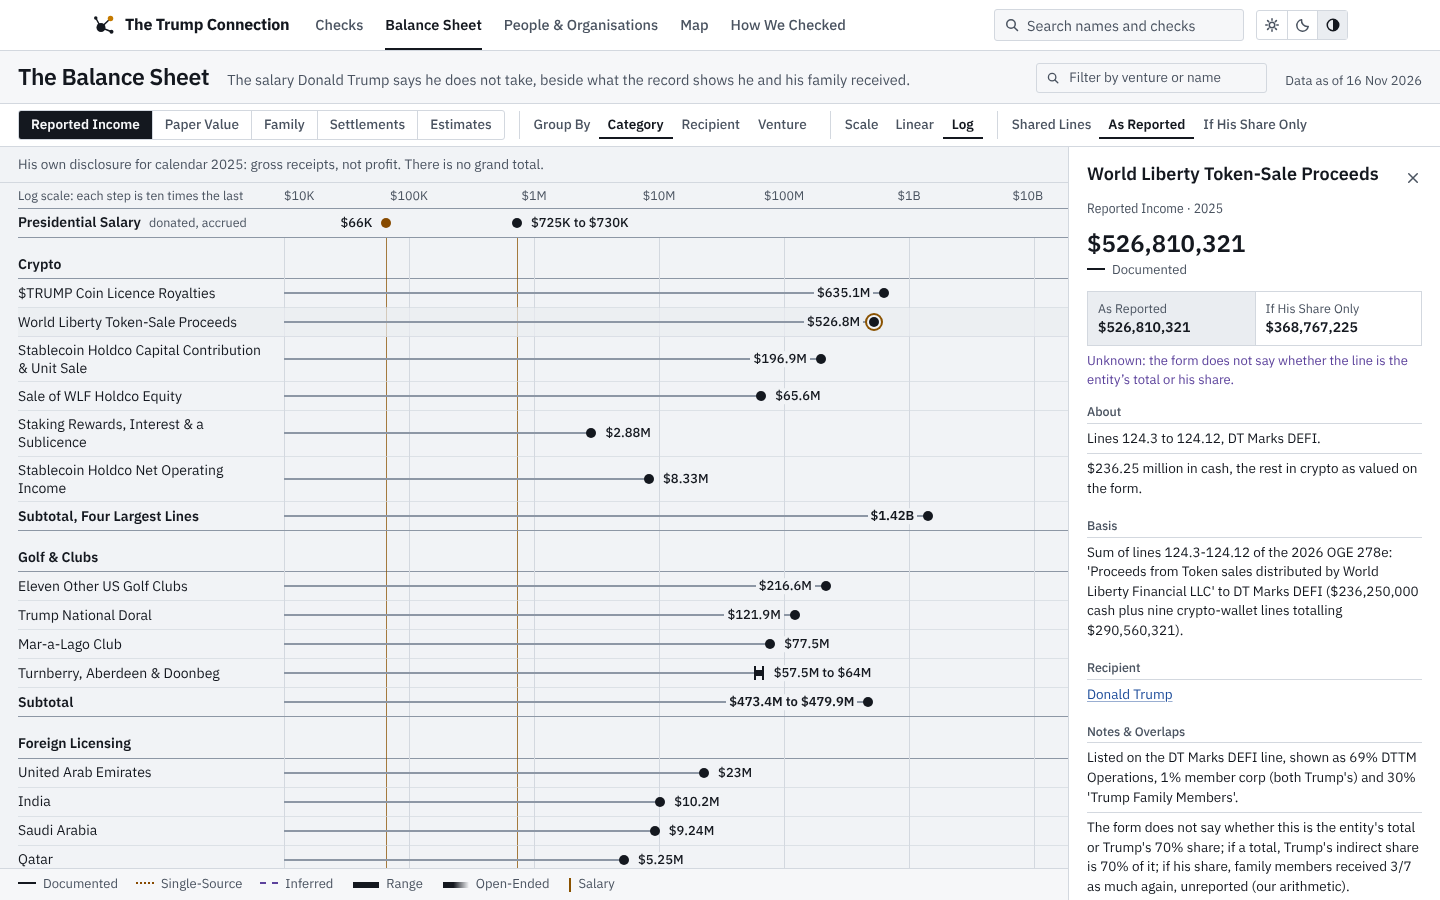 The Trump Connection
Checks
Balance Sheet
People & Organisations
Map
How We Checked
Search names and checks
The Balance Sheet
The salary Donald Trump says he does not take, beside what the record shows he and his family received.
Filter by venture or name
Data as of 16 Nov 2026
Reported Income
Paper Value
Family
Settlements
Estimates
Group By
Category
Recipient
Venture
Scale
Linear
Log
Shared Lines
As Reported
If His Share Only
His own disclosure for calendar 2025: gross receipts, not profit. There is no grand total.
Log scale: each step is ten times the last
$10K
$100K
$1M
$10M
$100M
$1B
$10B
Presidential Salary donated, accrued
$66K
$725K to $730K
Crypto
$TRUMP Coin Licence Royalties
$635.1M
World Liberty Token-Sale Proceeds
$526.8M
Stablecoin Holdco Capital Contribution
& Unit Sale
$196.9M
Sale of WLF Holdco Equity
$65.6M
Staking Rewards, Interest & a
Sublicence
$2.88M
Stablecoin Holdco Net Operating
Income
$8.33M
Subtotal, Four Largest Lines
$1.42B
Golf & Clubs
Eleven Other US Golf Clubs
$216.6M
Trump National Doral
$121.9M
Mar-a-Lago Club
$77.5M
Turnberry, Aberdeen & Doonbeg
$57.5M to $64M
Subtotal
$473.4M to $479.9M
Foreign Licensing
United Arab Emirates
$23M
India
$10.2M
Saudi Arabia
$9.24M
Qatar
$5.25M
Documented
Single-Source
Inferred
Range
Open-Ended
Salary
World Liberty Token-Sale Proceeds
Reported Income · 2025
$526,810,321
Documented
As Reported
$526,810,321
If His Share Only
$368,767,225
Unknown: the form does not say whether the line is the
entity’s total or his share.
About
Lines 124.3 to 124.12, DT Marks DEFI.
$236.25 million in cash, the rest in crypto as valued on
the form.
Basis
Sum of lines 124.3-124.12 of the 2026 OGE 278e:
'Proceeds from Token sales distributed by World
Liberty Financial LLC' to DT Marks DEFI ($236,250,000
cash plus nine crypto-wallet lines totalling
$290,560,321).
Recipient
Donald Trump
Notes & Overlaps
Listed on the DT Marks DEFI line, shown as 69% DTTM
Operations, 1% member corp (both Trump's) and 30%
'Trump Family Members'.
The form does not say whether this is the entity's total
or Trump's 70% share; if a total, Trump's indirect share
is 70% of it; if his share, family members received 3/7
as much again, unreported (our arithmetic).